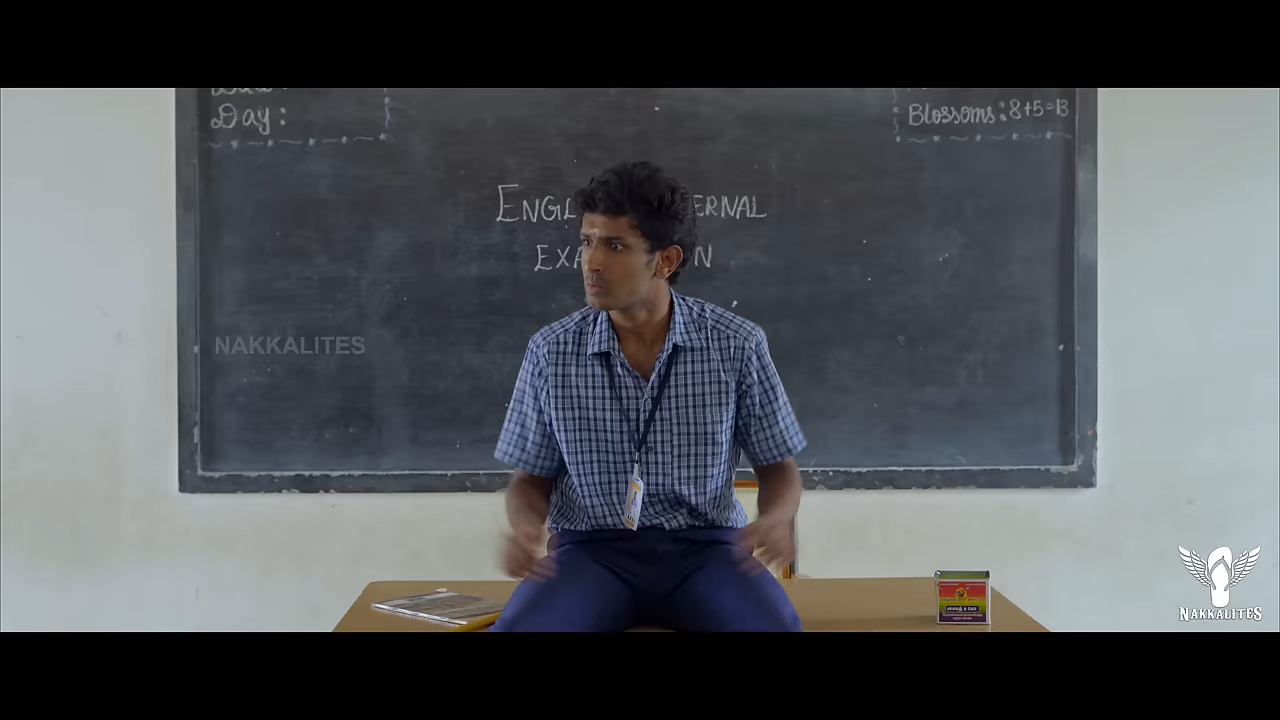 Day :
Blossoms : 8+5=13
ENGL ERNAL
EXA N
NAKKALITES
NAKKALITES